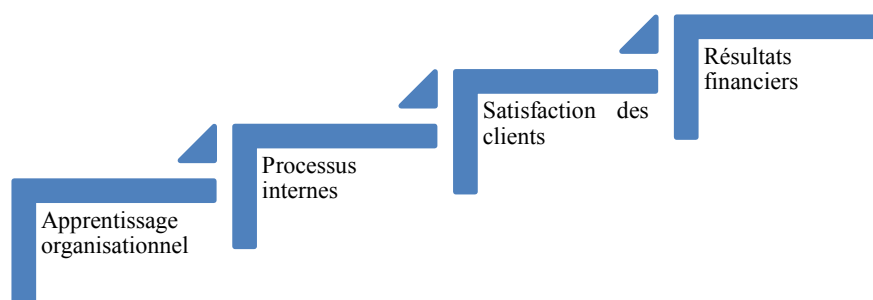 Apprentissage
organisationnel
Processus
internes
Satisfaction des
clients
Résultats
financiers